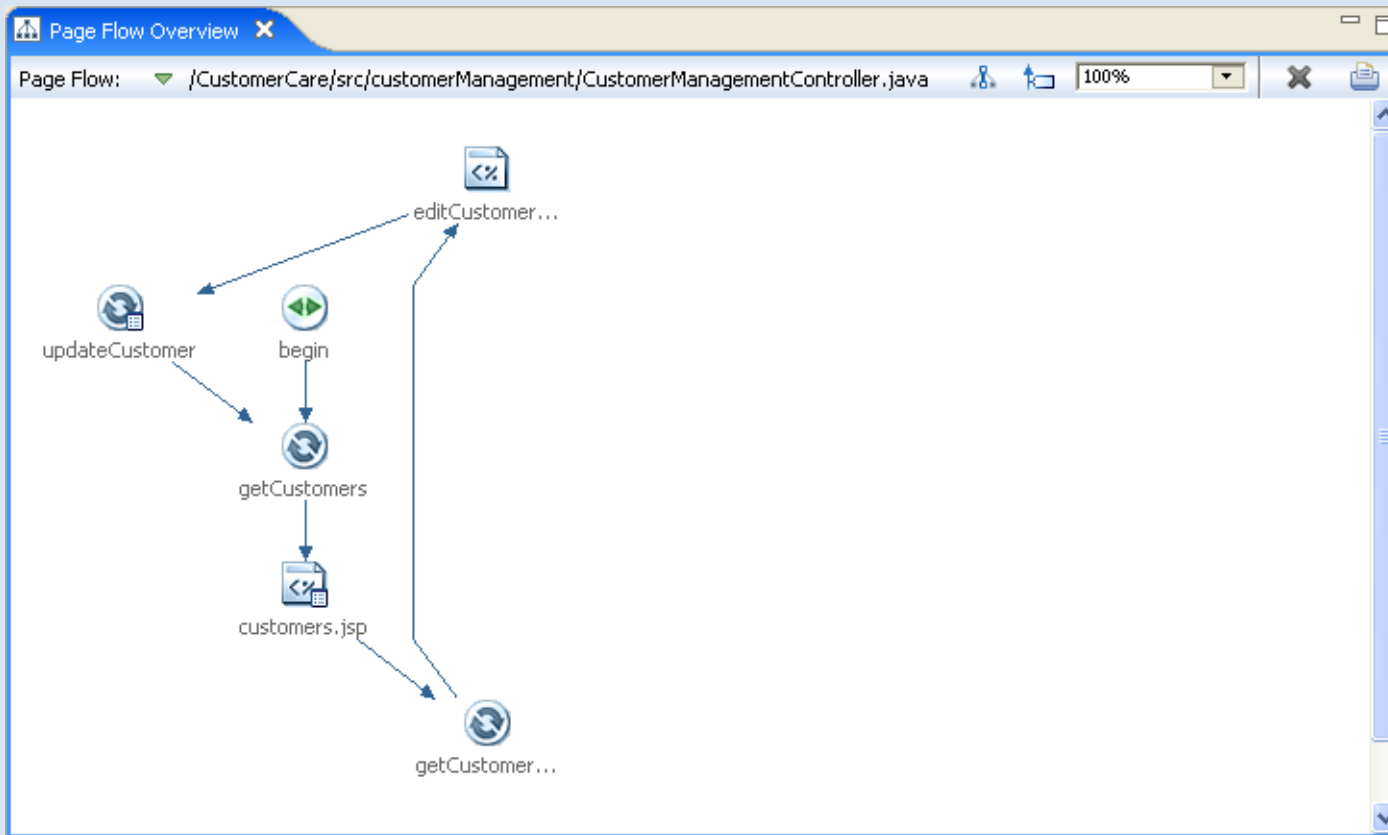 Page Flow Overview
Page Flow: /CustomerCare/src/customerManagement/CustomerManagementController.java 100%
<%
editCustomer...
updateCustomer begin
getCustomers
<%
customers.jsp
getCustomer...